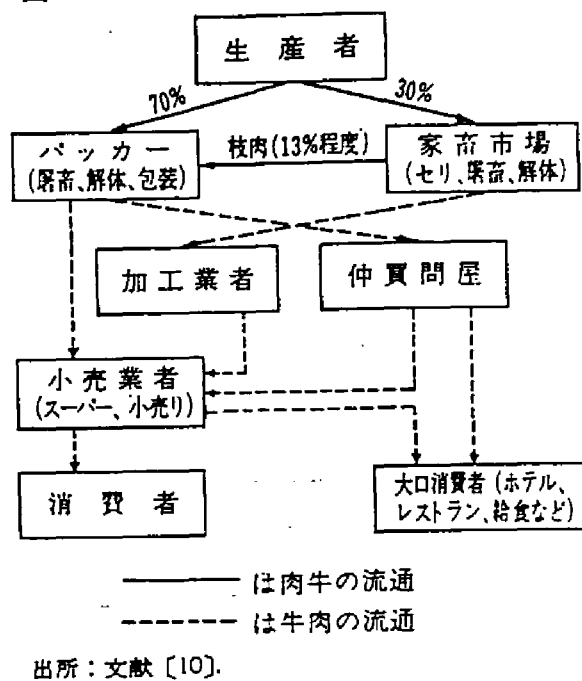 生産者
70%
30%
パッカー
(屠畜、解体、包装)
枝肉(13%程度)
家畜市場
(セリ、屠畜、解体)
加工業者
仲買問屋
小売業者
(スーパー、小売り)
消費者
大口消費者(ホテル、
レストラン、給食など)
は肉牛の流通
は牛肉の流通
出所:文献〔10〕.